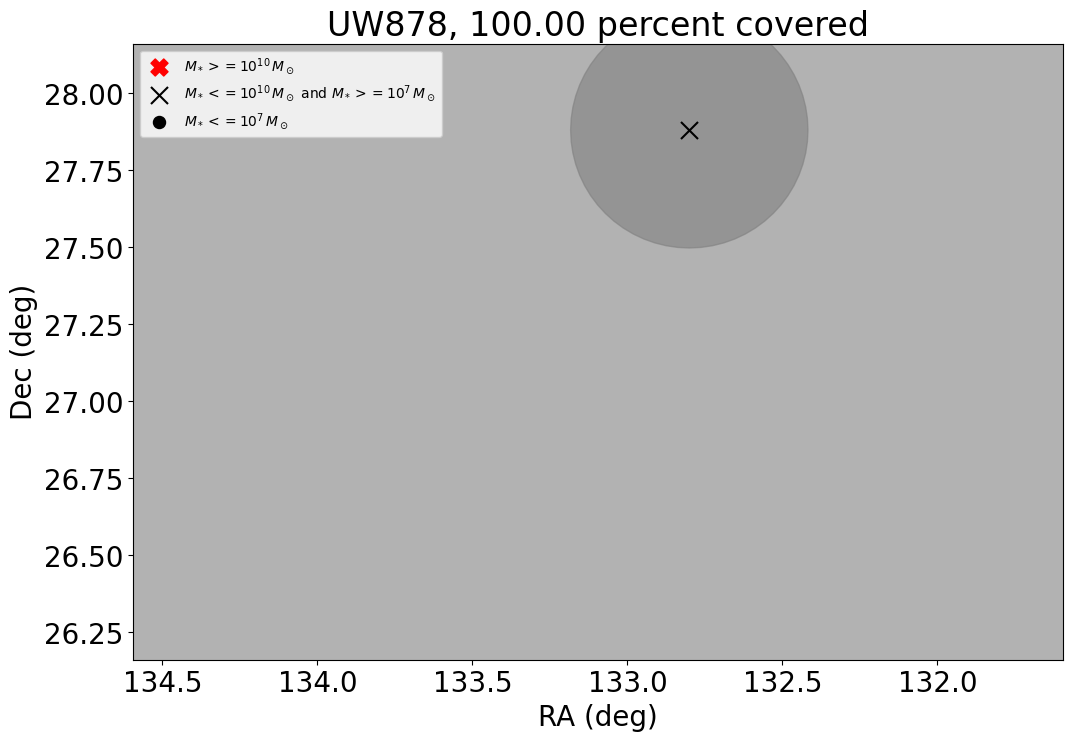 UW878, 100.00 percent covered
M* >= 10^10 M⊙
M* <= 10^10 M⊙ and M* >= 10^7 M⊙
M* <= 10^7 M⊙
28.00
27.75
27.50
27.25
27.00
26.75
26.50
26.25
Dec (deg)
134.5 134.0 133.5 133.0 132.5 132.0
RA (deg)